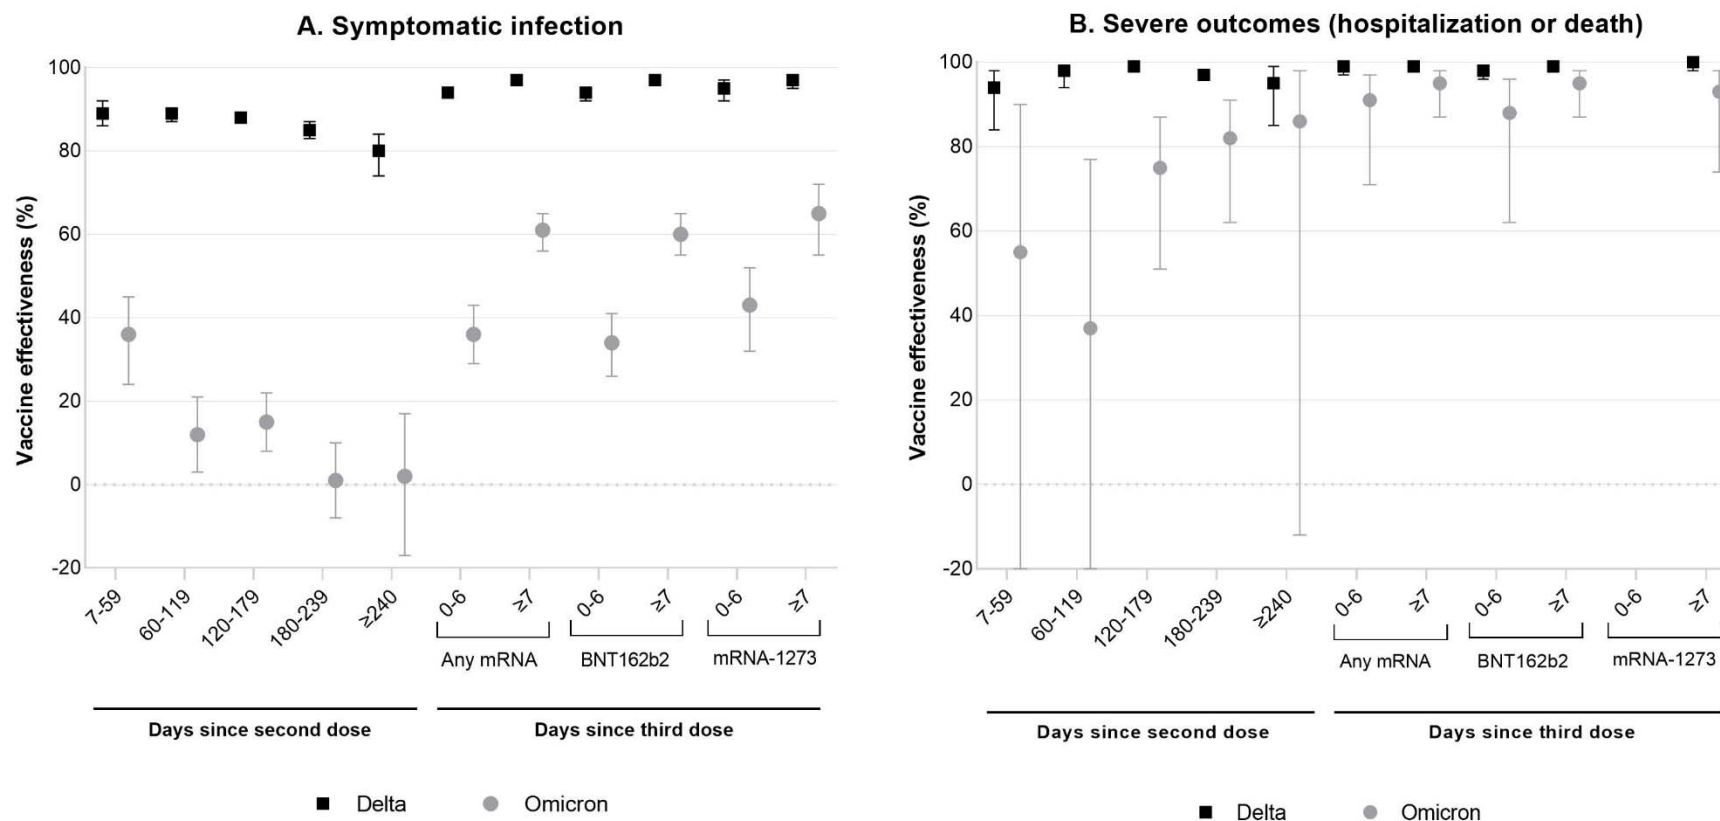 A. Symptomatic infection
Vaccine effectiveness (%)
100
80
60
40
20
0
-20
7-59
60-119
120-179
180-239
≥240
0-6
≥7
0-6
≥7
0-6
≥7
Any mRNA
BNT162b2
mRNA-1273
Days since second dose
Days since third dose
Delta
Omicron
B. Severe outcomes (hospitalization or death)
Vaccine effectiveness (%)
100
80
60
40
20
0
-20
7-59
60-119
120-179
180-239
≥240
0-6
≥7
0-6
≥7
0-6
≥7
Any mRNA
BNT162b2
mRNA-1273
Days since second dose
Days since third dose
Delta
Omicron